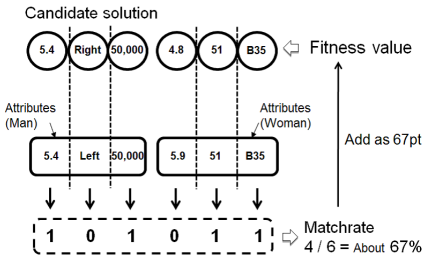 Candidate solution
5.4 Right 50,000 4.8 51 B35 Fitness value
Attributes
(Man)
Attributes
(Woman)
Add as 67pt
5.4 Left 50,000 5.9 51 B35
1 0 1 0 1 1 Matchrate
4 / 6 = About 67%